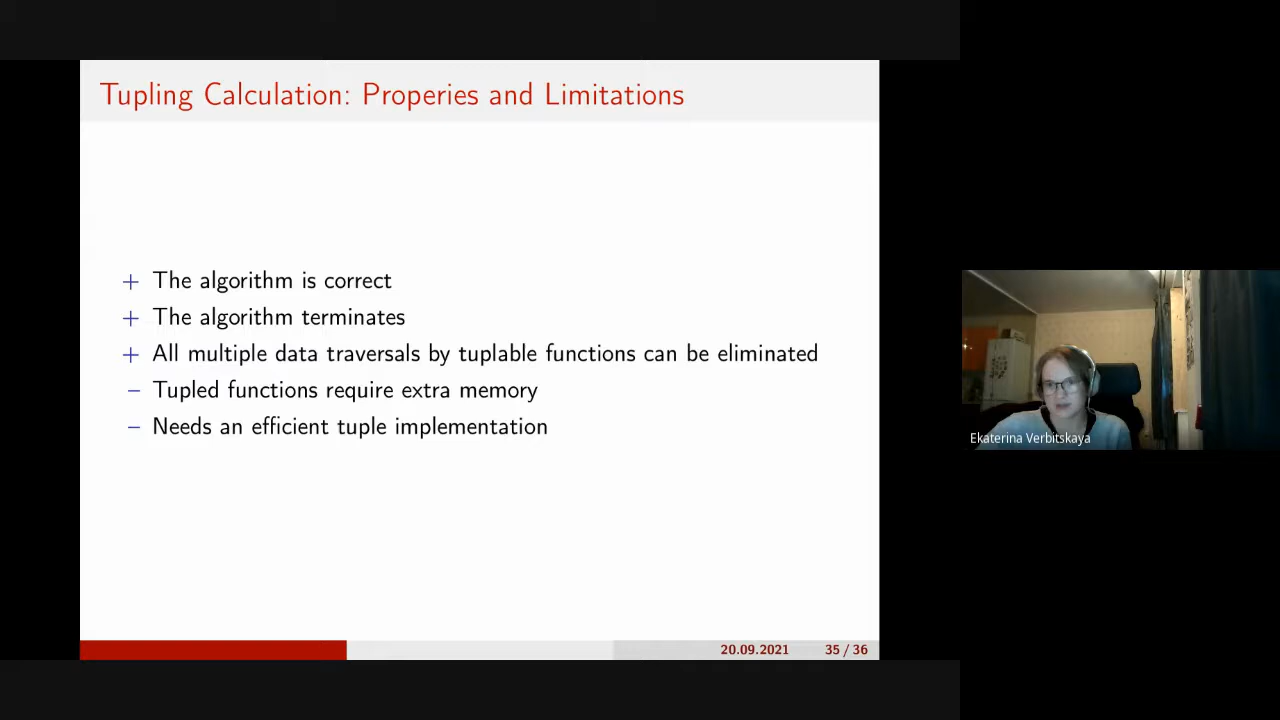 Tupling Calculation: Properies and Limitations
+ The algorithm is correct
+ The algorithm terminates
+ All multiple data traversals by tuplable functions can be eliminated
– Tupled functions require extra memory
– Needs an efficient tuple implementation
20.09.2021 35 / 36
Ekaterina Verbitskaya